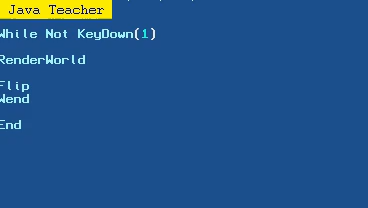 Java Teacher
While Not KeyDown(1)
RenderWorld
Flip
Wend
End